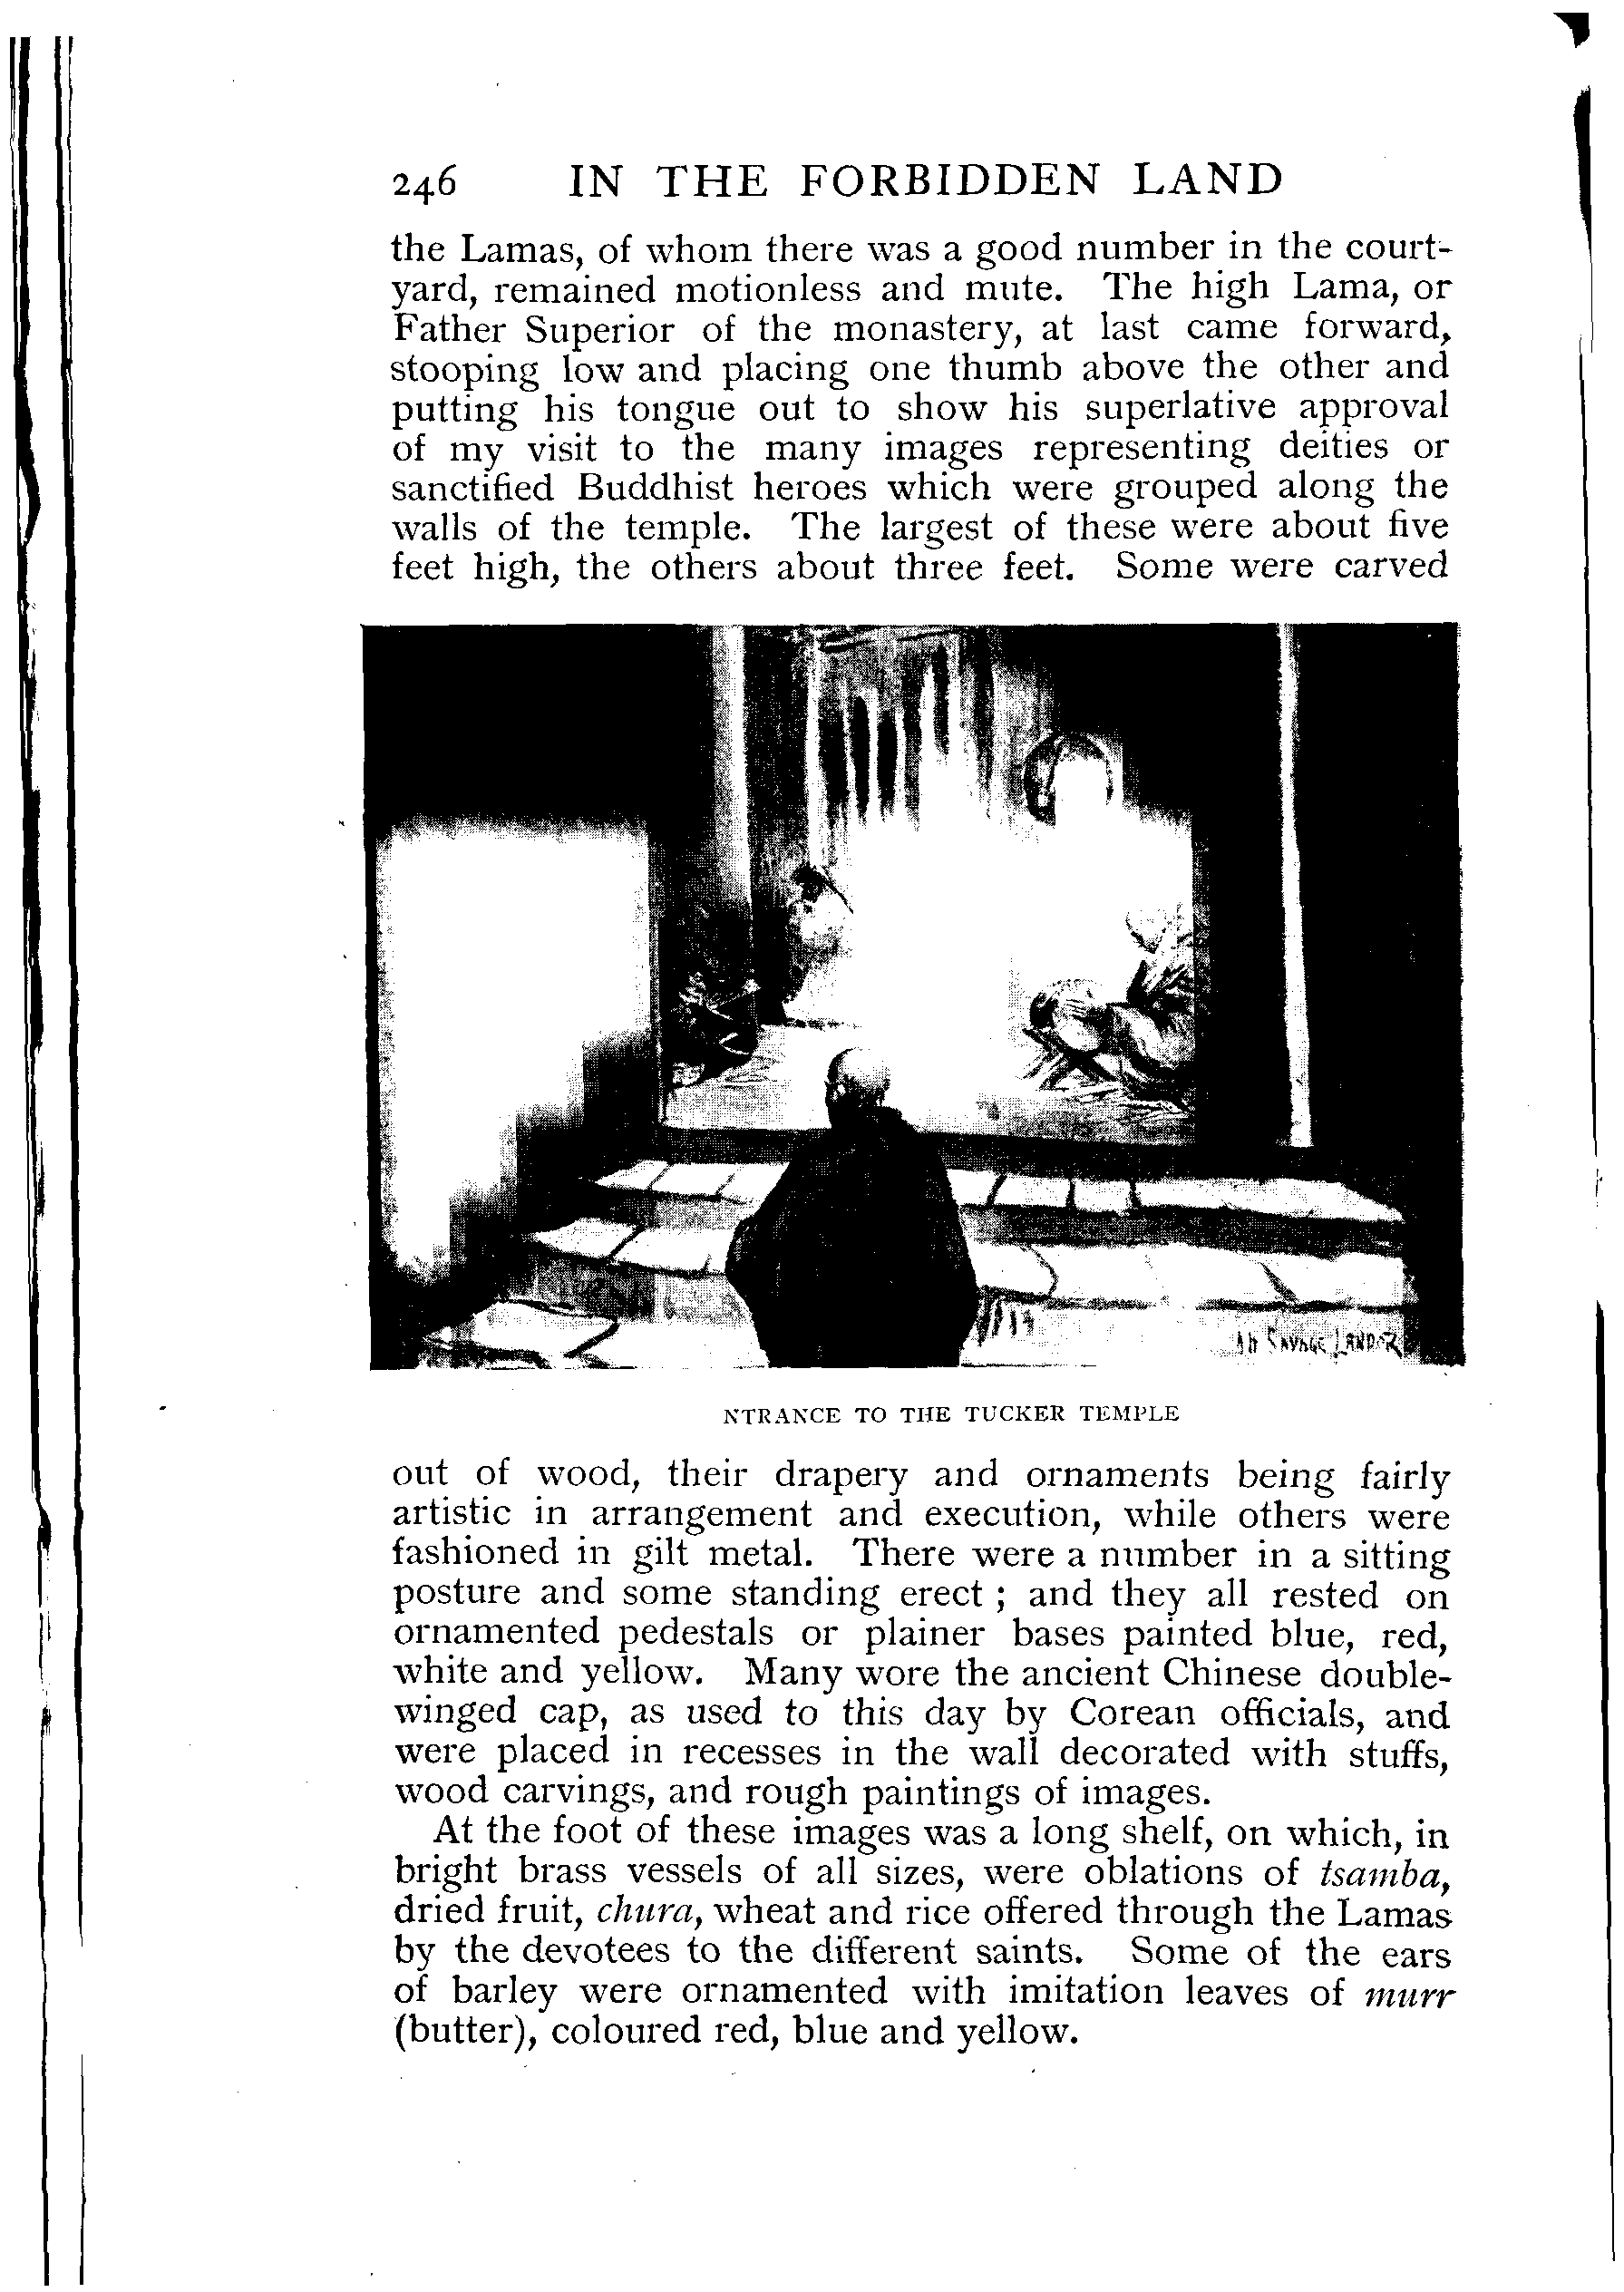 246 IN THE FORBIDDEN LAND
the Lamas, of whom there was a good number in the court-
yard, remained motionless and mute. The high Lama, or
Father Superior of the monastery, at last came forward,
stooping low and placing one thumb above the other and
putting his tongue out to show his superlative approval
of my visit to the many images representing deities or
sanctified Buddhist heroes which were grouped along the
walls of the temple. The largest of these were about five
feet high, the others about three feet. Some were carved
AH SAVAGE LANDOR
NTRANCE TO THE TUCKER TEMPLE
out of wood, their drapery and ornaments being fairly
artistic in arrangement and execution, while others were
fashioned in gilt metal. There were a number in a sitting
posture and some standing erect ; and they all rested on
ornamented pedestals or plainer bases painted blue, red,
white and yellow. Many wore the ancient Chinese double-
winged cap, as used to this day by Corean officials, and
were placed in recesses in the wall decorated with stuffs,
wood carvings, and rough paintings of images.
At the foot of these images was a long shelf, on which, in
bright brass vessels of all sizes, were oblations of tsamba,
dried fruit, chura, wheat and rice offered through the Lamas
by the devotees to the different saints. Some of the ears
of barley were ornamented with imitation leaves of murr
(butter), coloured red, blue and yellow.